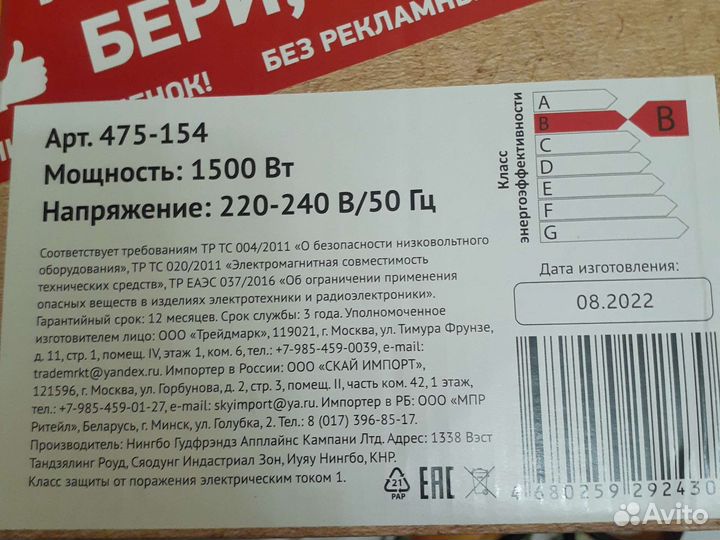 БЕРИ,
БЕЗ РЕКЛАМНЫ
ЕНОК!
Арт. 475-154
Мощность: 1500 Вт
Напряжение: 220-240 В/50 Гц
Соответствует требованиям ТР ТС 004/2011 «О безопасности низковольтного
оборудования», ТР ТС 020/2011 «Электромагнитная совместимость
технических средств», ТР ЕАЭС 037/2016 «Об ограничении применения
опасных веществ в изделиях электротехники и радиоэлектроники».
Гарантийный срок: 12 месяцев. Срок службы: 3 года. Уполномоченное
изготовителем лицо: ООО «Трейдмарк», 119021, г. Москва, ул. Тимура Фрунзе,
д. 11, стр. 1, помещ. IV, этаж 1, ком. 6, тел.: +7-985-459-0039, e-mail:
trademrkt@yandex.ru. Импортер в России: ООО «СКАЙ ИМПОРТ»,
121596, г. Москва, ул. Горбунова, д. 2, стр. 3, помещ. II, часть ком. 42, 1 этаж,
тел.: +7-985-459-01-27, e-mail: skyimport@ya.ru. Импортер в РБ: ООО «МПР
Ритейл», Беларусь, г. Минск, ул. Голубка, 2. Тел.: 8 (017) 396-85-17.
Производитель: Нингбо Гудфрэндз Апплайнс Кампани Лтд. Адрес: 1338 Вэст
Тандзялинг Роуд, Сяодунг Индастриал Зон, Иуяу Нингбо, КНР.
Класс защиты от поражения электрическим током 1.
21
PAP
EAC
Класс
энергоэффективности
A
B
B
C
D
E
F
G
Дата изготовления:
08.2022
4 680259 292430
Avito